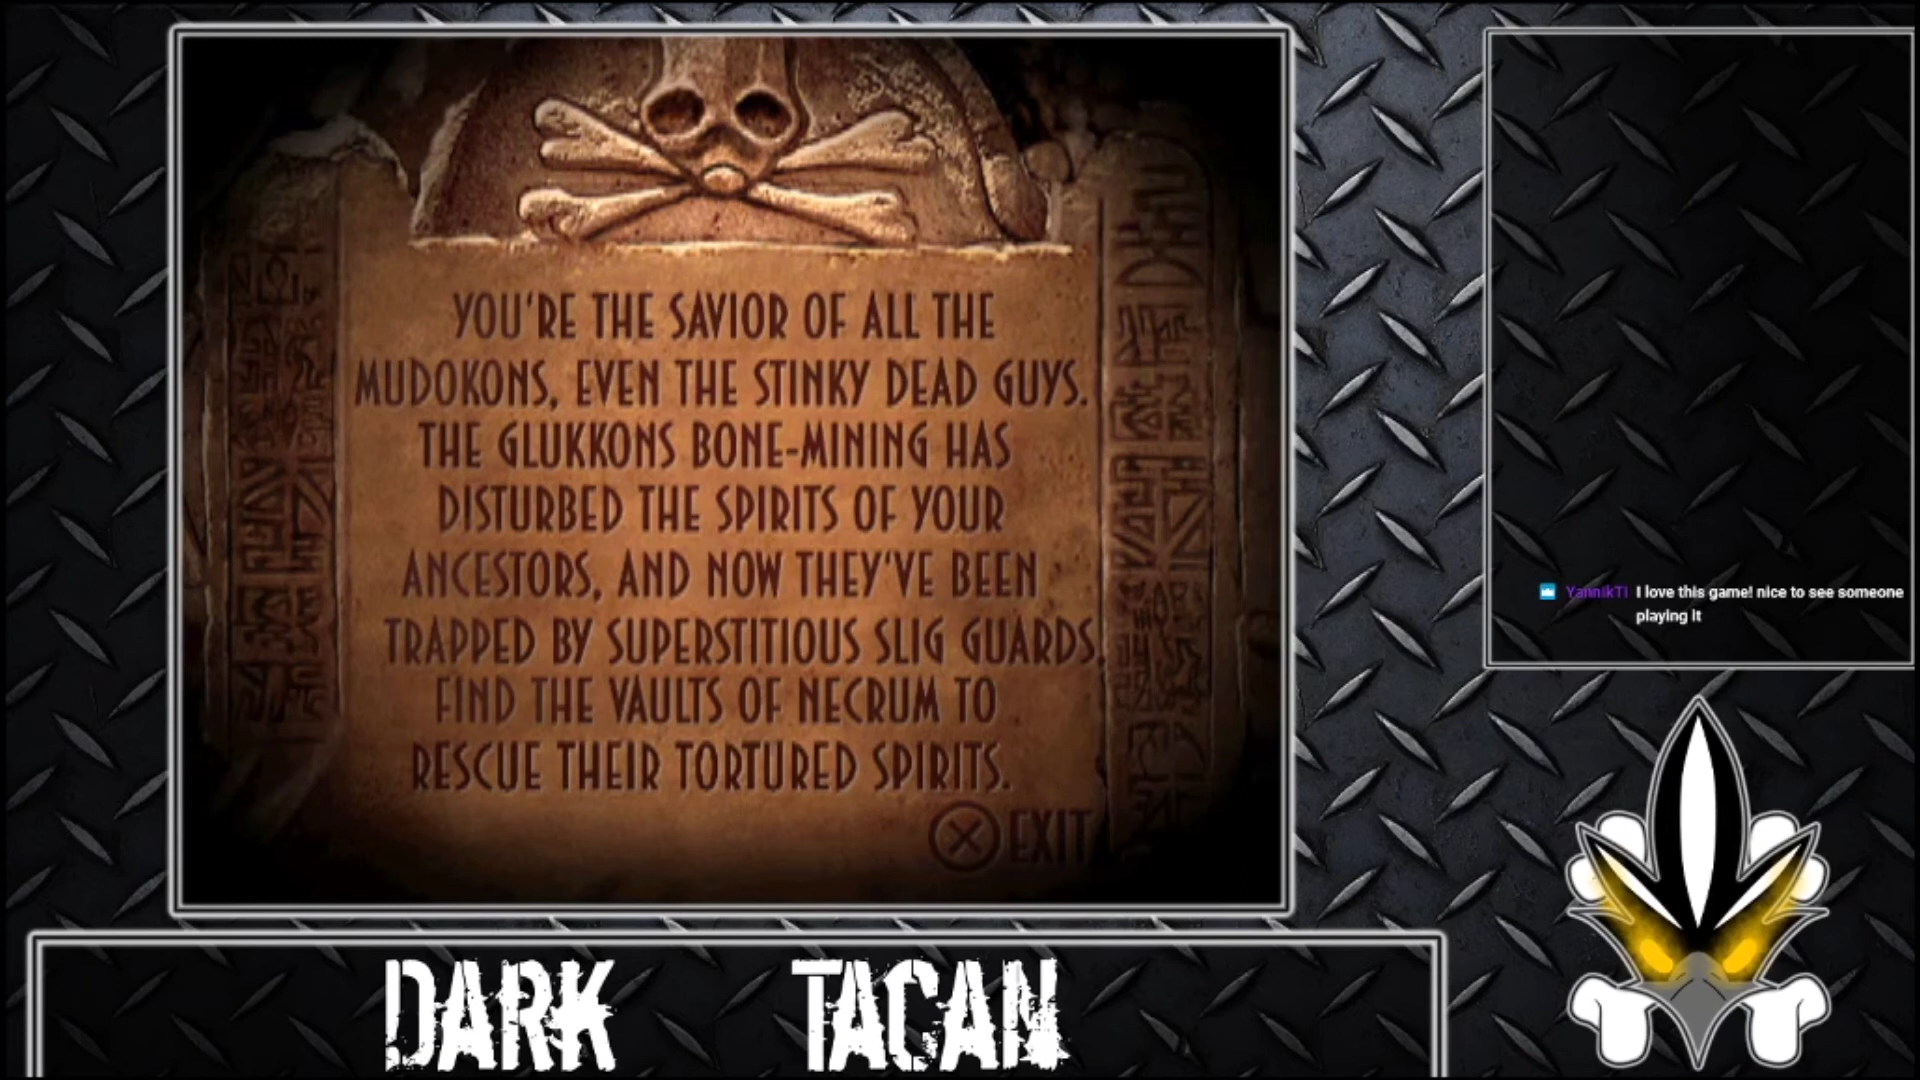 YOU'RE THE SAVIOR OF ALL THE
MUDOKONS, EVEN THE STINKY DEAD GUYS.
THE GLUKKONS BONE-MINING HAS
DISTURBED THE SPIRITS OF YOUR
ANCESTORS, AND NOW THEY'VE BEEN
TRAPPED BY SUPERSTITIOUS SLIG GUARDS.
FIND THE VAULTS OF NECRUM TO
RESCUE THEIR TORTURED SPIRITS.
EXIT
YannikTi I love this game! nice to see someone
playing it
DARK TACAN